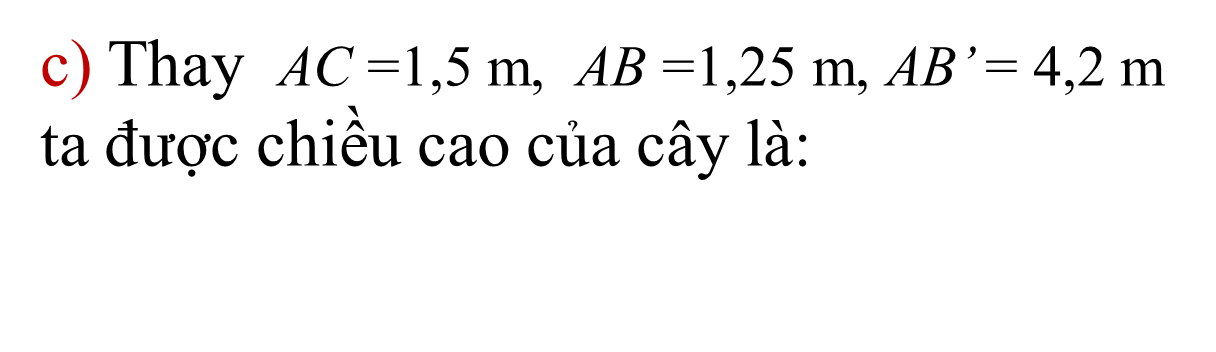 c) Thay AC =1,5 m, AB =1,25 m, AB’= 4,2 m
ta được chiều cao của cây là: